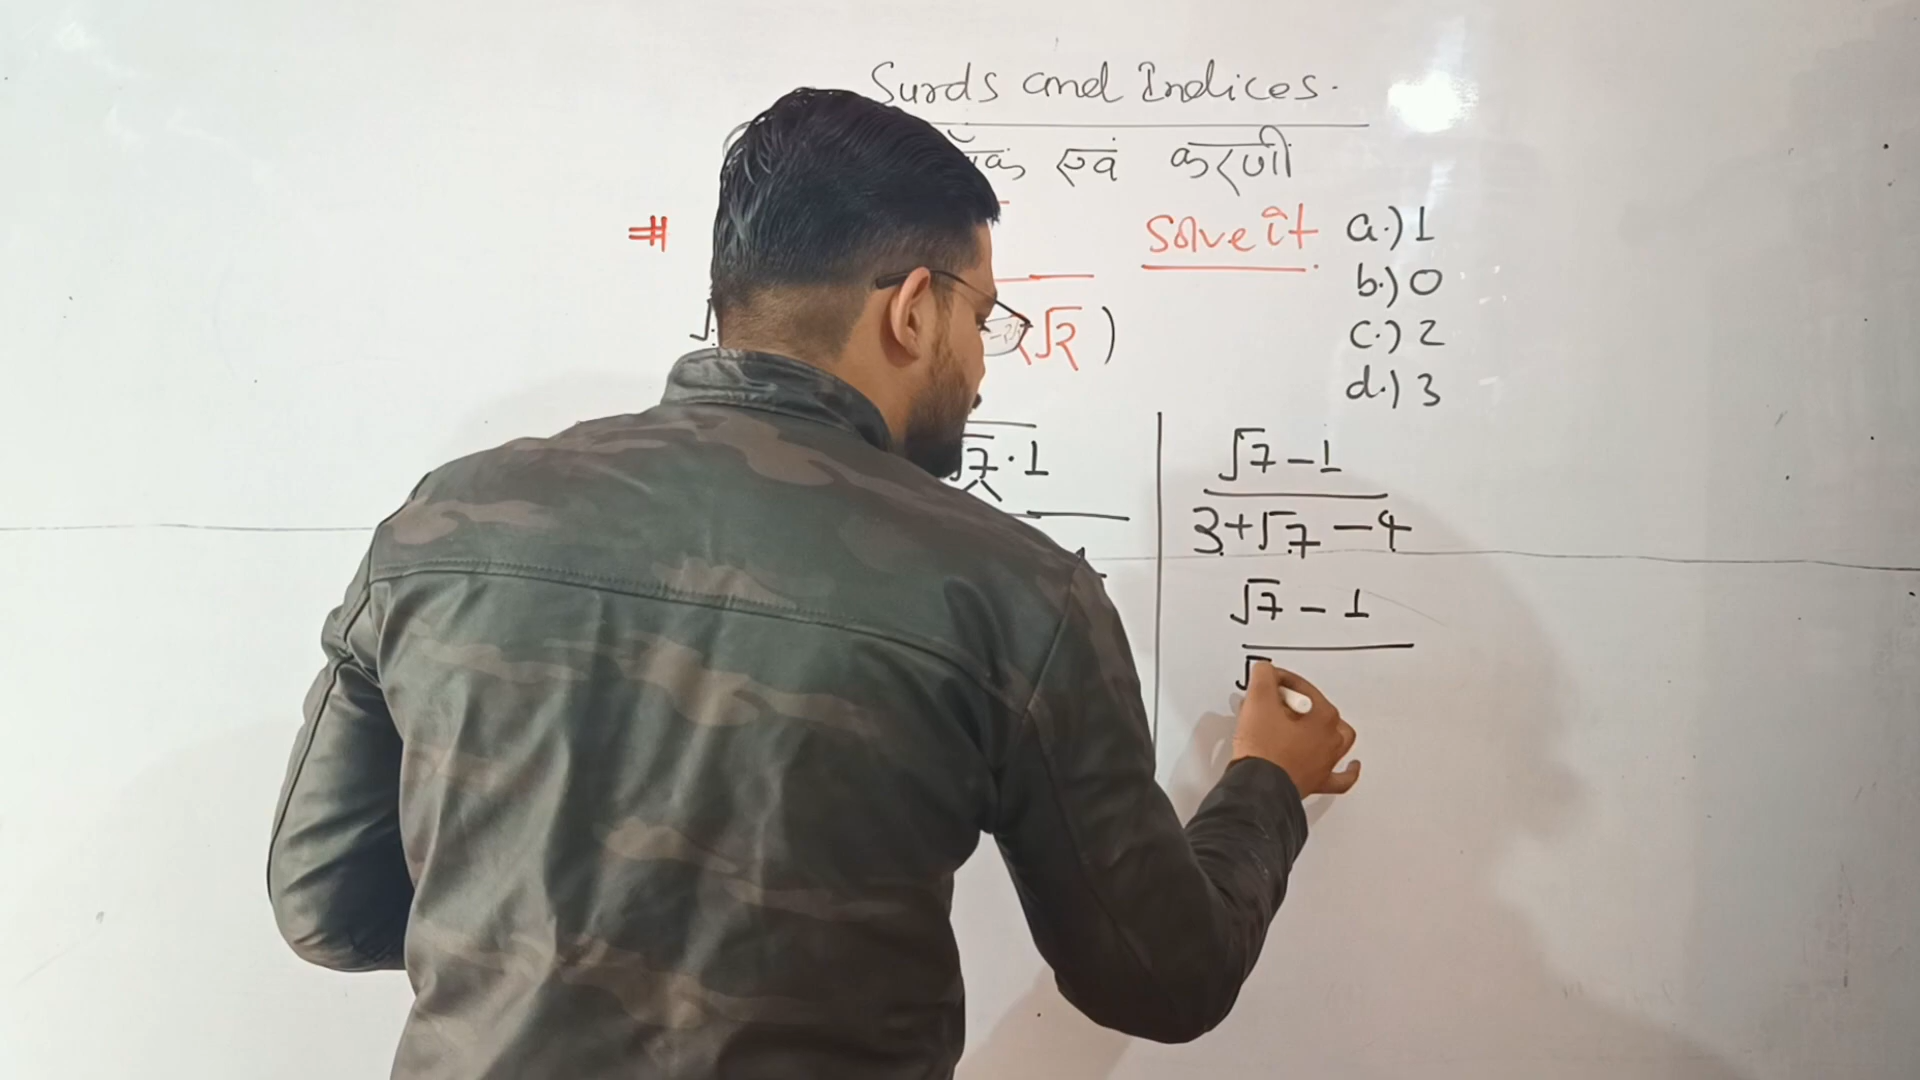 Surds and Indices.
एवं करणी
# Solve it. a.) 1
b.) 0
√2 )
c.) 2
d.) 3
√7 . 1
√7 - 1
3 + √7 - 4
√7 - 1
√